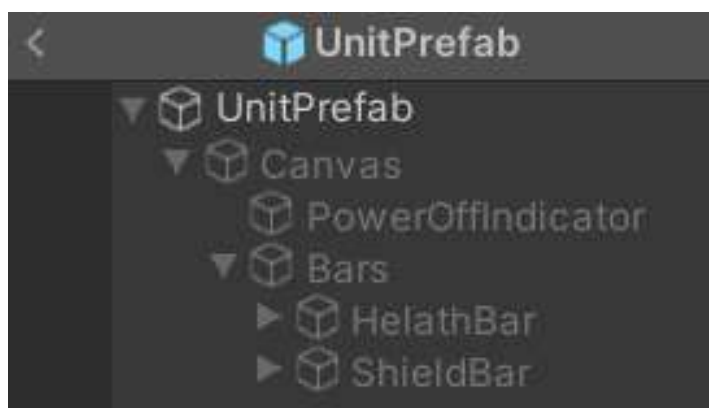 UnitPrefab
UnitPrefab
Canvas
PowerOffIndicator
Bars
HelathBar
ShieldBar